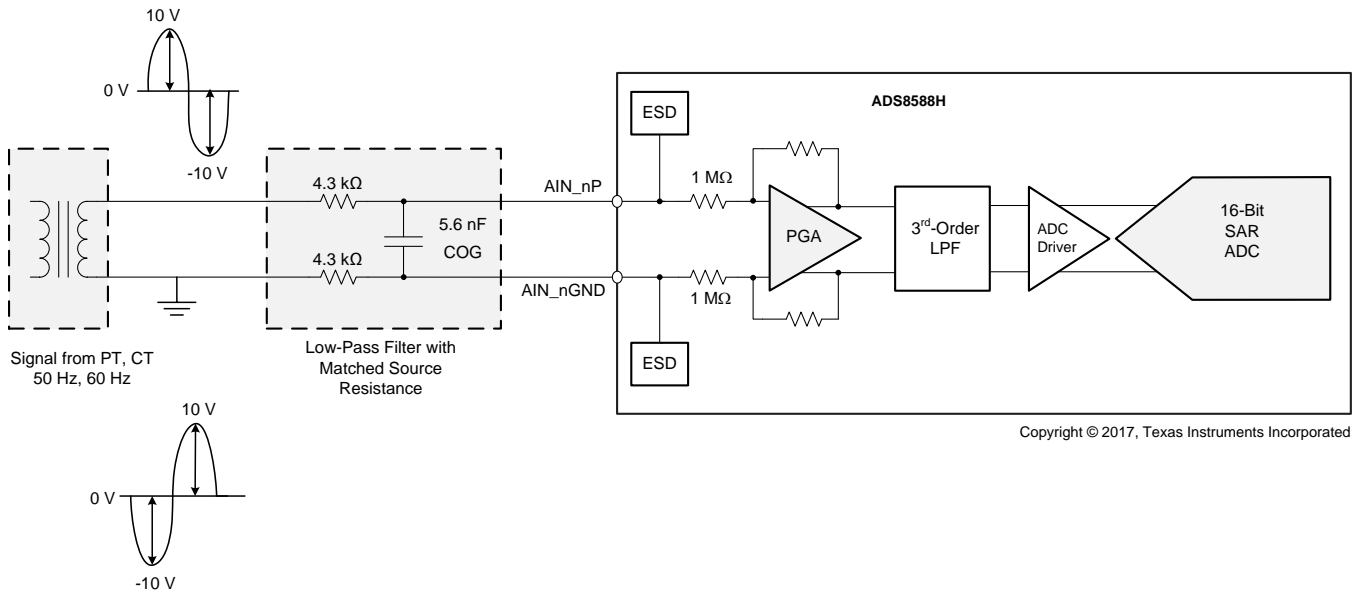 10 V
0 V
-10 V
ADS8588H
ESD
4.3 kΩ
AIN_nP
1 MΩ
5.6 nF
COG
PGA
3rd-Order
LPF
ADC
Driver
16-Bit
SAR
ADC
4.3 kΩ
AIN_nGND
1 MΩ
ESD
Signal from PT, CT
50 Hz, 60 Hz
Low-Pass Filter with
Matched Source
Resistance
Copyright © 2017, Texas Instruments Incorporated
10 V
0 V
-10 V